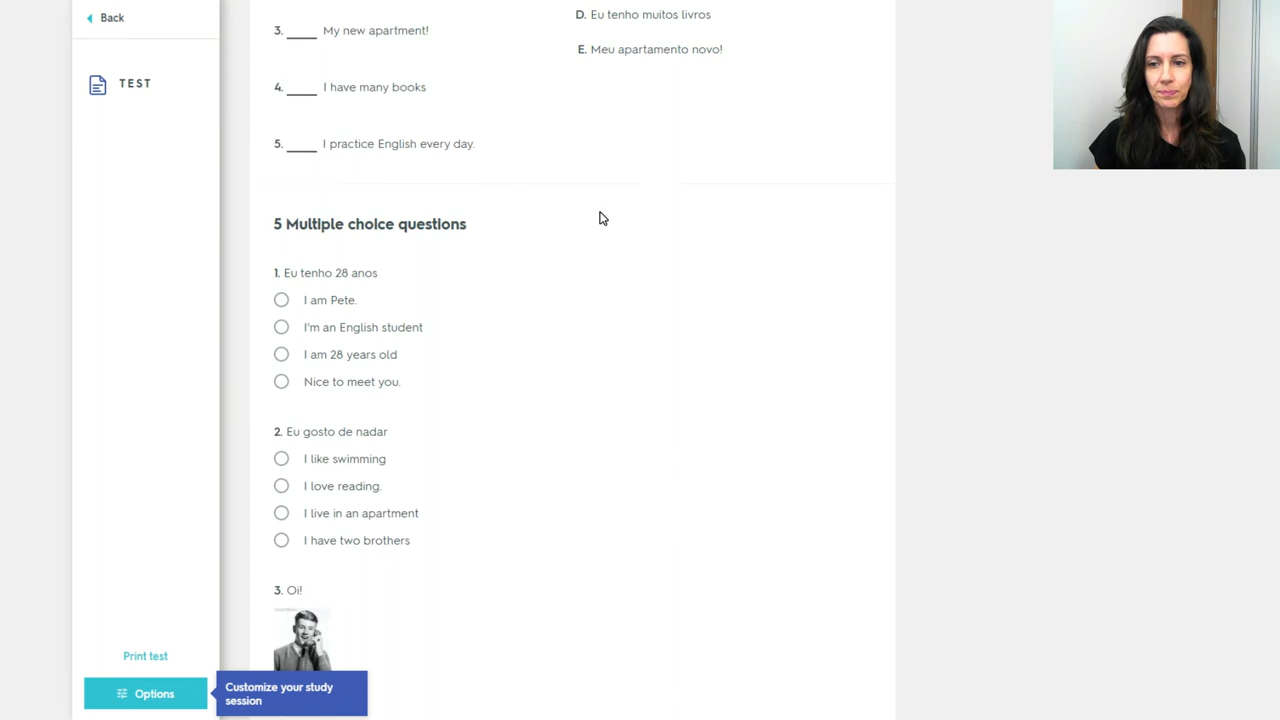 Back
TEST
D. Eu tenho muitos livros
3. ____ My new apartment!
E. Meu apartamento novo!
4. ____ I have many books
5. ____ I practice English every day.
5 Multiple choice questions
1. Eu tenho 28 anos
I am Pete.
I'm an English student
I am 28 years old
Nice to meet you.
2. Eu gosto de nadar
I like swimming
I love reading.
I live in an apartment
I have two brothers
3. Oi!
Print test
Options
Customize your study
session